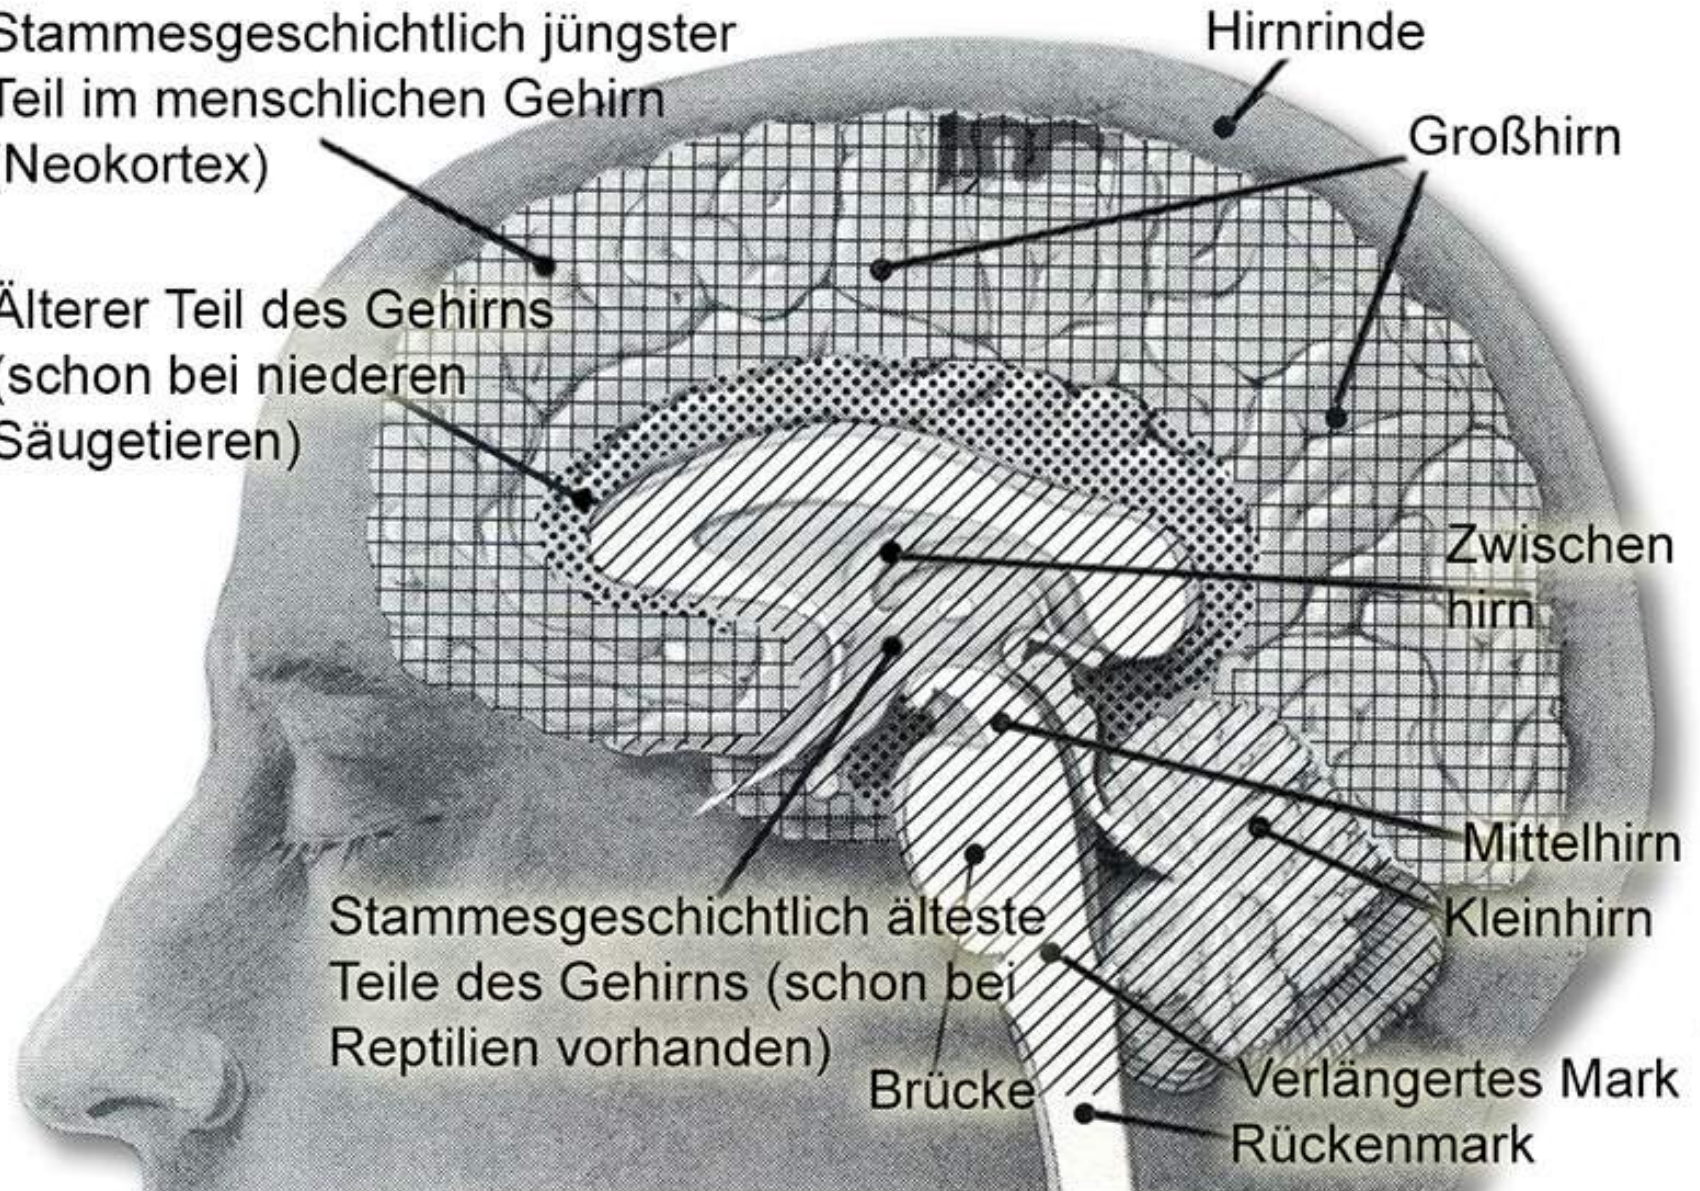 Stammesgeschichtlich jüngster
Teil im menschlichen Gehirn
(Neokortex)
Hirnrinde
Großhirn
Älterer Teil des Gehirns
(schon bei niederen
Säugetieren)
Zwischen
hirn
Mittelhirn
Kleinhirn
Stammesgeschichtlich älteste
Teile des Gehirns (schon bei
Reptilien vorhanden)
Brücke
Verlängertes Mark
Rückenmark